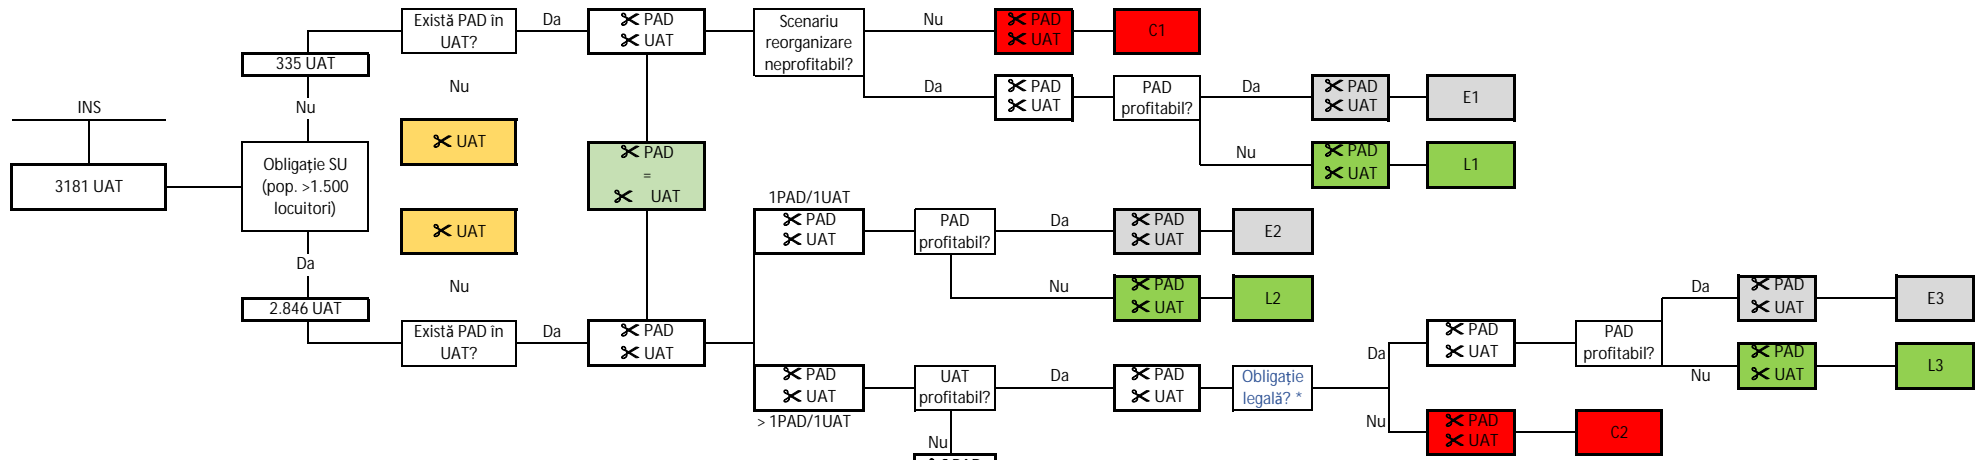 INS
3181 UAT
335 UAT
Nu
Obligație SU
(pop. >1.500
locuitori)
Da
2.846 UAT
Există PAD în
UAT?
Da
Nu
✂ UAT
✂ UAT
Nu
Există PAD în
UAT?
Da
✂ PAD
✂ UAT
✂ PAD
=
✂ UAT
✂ PAD
✂ UAT
Scenariu
reorganizare
neprofitabil?
Nu
✂ PAD
✂ UAT
C1
Da
✂ PAD
✂ UAT
PAD
profitabil?
Da
✂ PAD
✂ UAT
E1
Nu
✂ PAD
✂ UAT
L1
1PAD/1UAT
✂ PAD
✂ UAT
PAD
profitabil?
Da
✂ PAD
✂ UAT
E2
Nu
✂ PAD
✂ UAT
L2
✂ PAD
✂ UAT
> 1PAD/1UAT
UAT
profitabil?
Da
✂ PAD
✂ UAT
Obligație
legală? *
Nu
Da
✂ PAD
✂ UAT
PAD
profitabil?
Da
✂ PAD
✂ UAT
E3
Nu
✂ PAD
✂ UAT
L3
Nu
✂ PAD
✂ UAT
C2